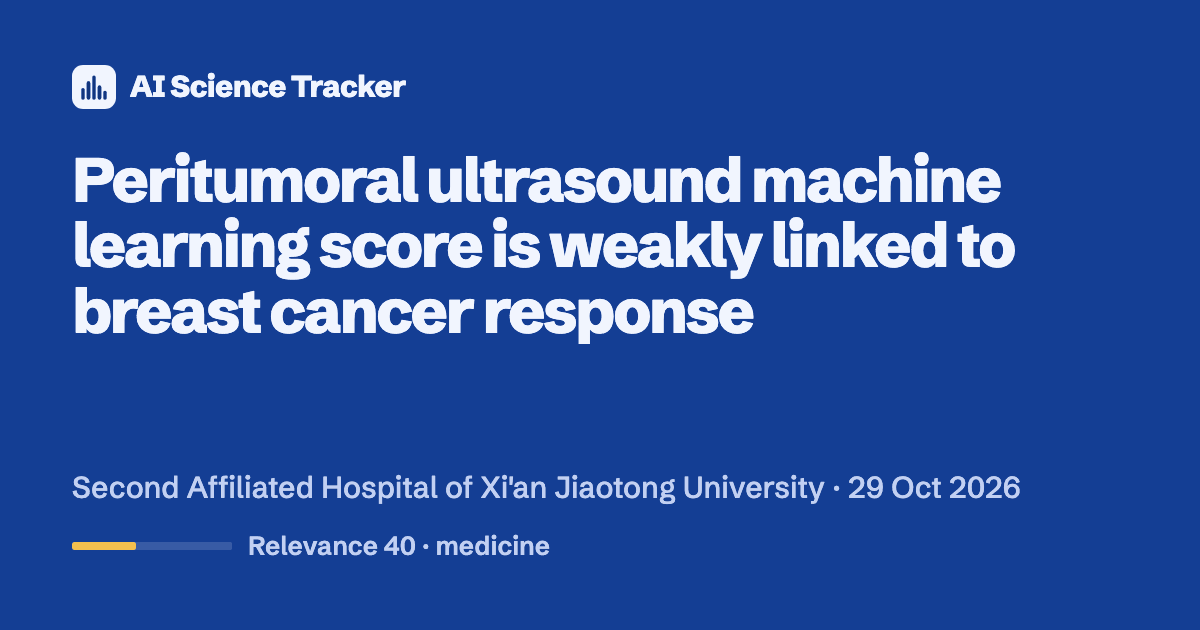 AI Science Tracker
Peritumoral ultrasound machine
learning score is weakly linked to
breast cancer response
Second Affiliated Hospital of Xi'an Jiaotong University · 29 Oct 2026
Relevance 40 · medicine